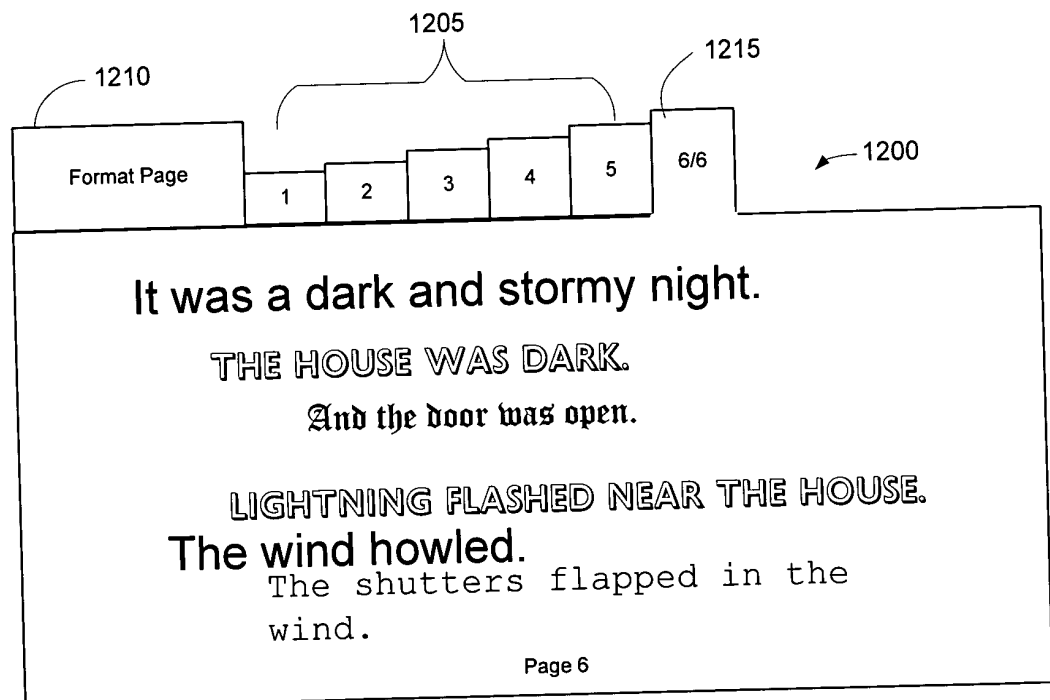 1205
1215
1210
1200
Format Page
1
2
3
4
5
6/6
It was a dark and stormy night.
THE HOUSE WAS DARK.
And the door was open.
LIGHTNING FLASHED NEAR THE HOUSE.
The wind howled.
The shutters flapped in the
wind.
Page 6